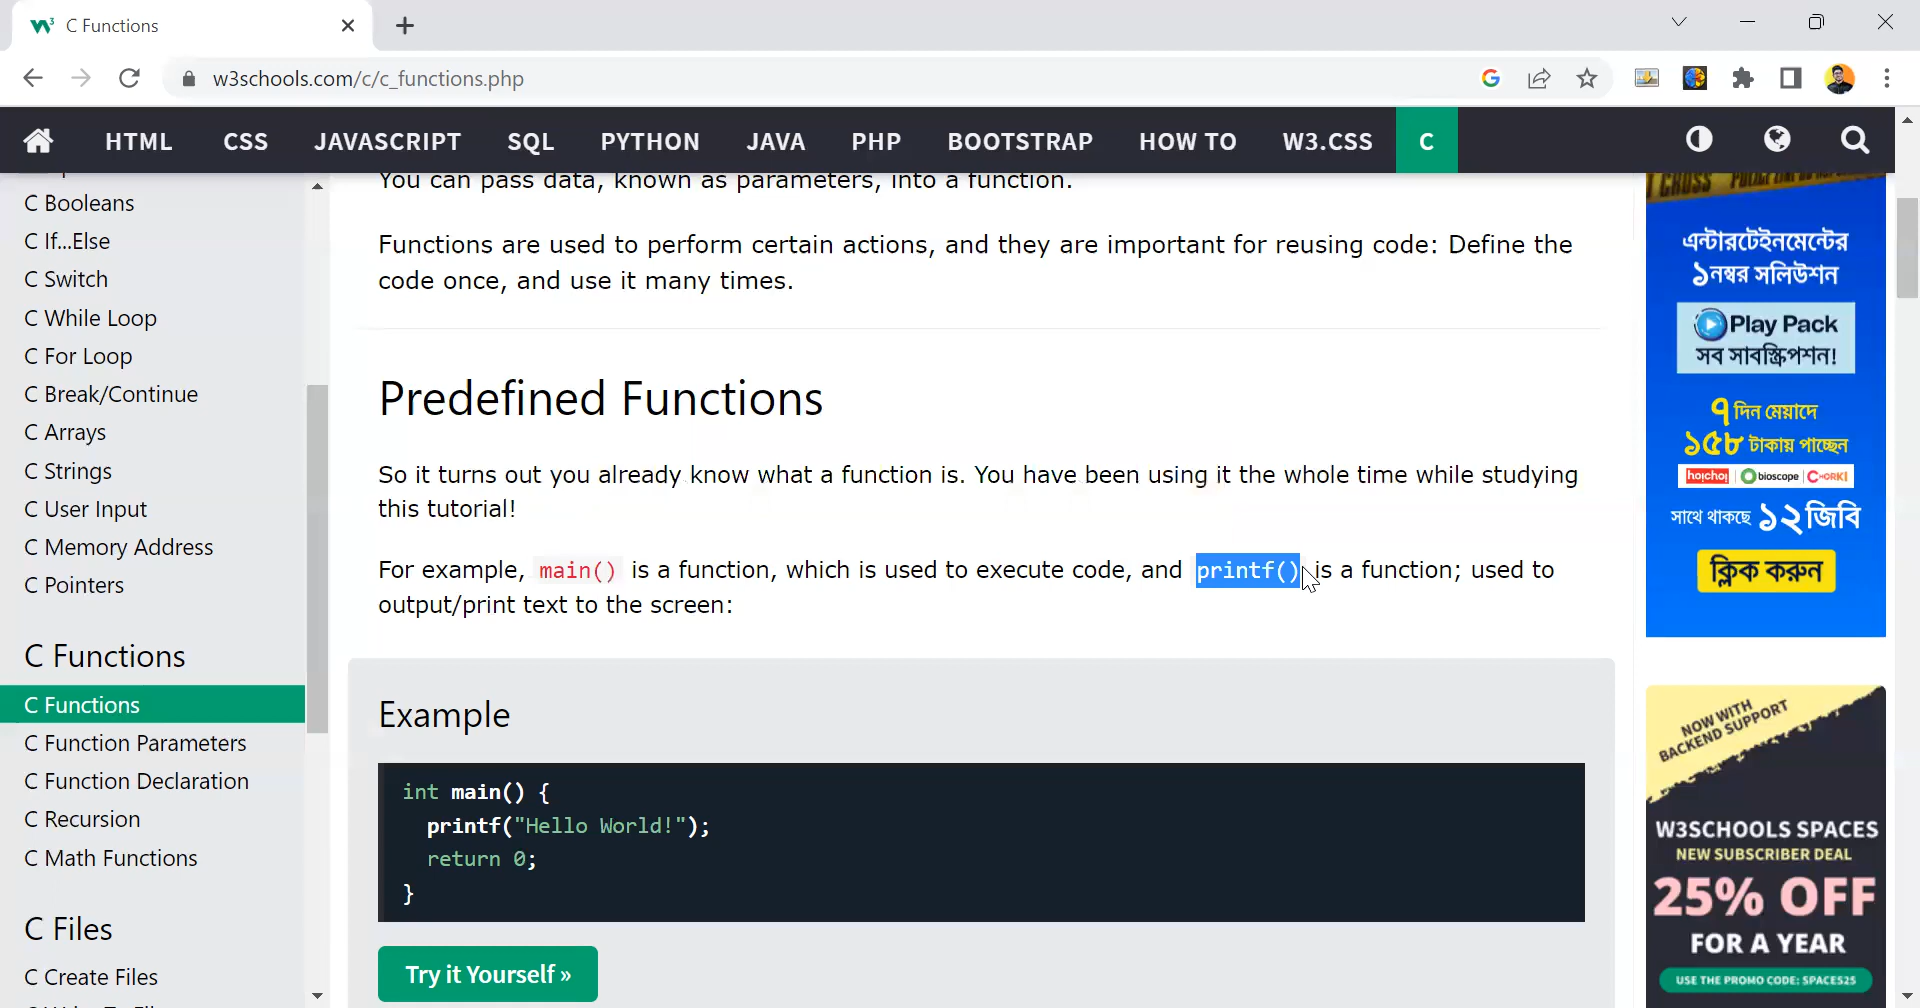 C Functions
w3schools.com/c/c_functions.php
HTML CSS JAVASCRIPT SQL PYTHON JAVA PHP BOOTSTRAP HOW TO W3.CSS C
C Booleans
C If...Else
C Switch
C While Loop
C For Loop
C Break/Continue
C Arrays
C Strings
C User Input
C Memory Address
C Pointers
C Functions
C Functions
C Function Parameters
C Function Declaration
C Recursion
C Math Functions
C Files
C Create Files
You can pass data, known as parameters, into a function.
Functions are used to perform certain actions, and they are important for reusing code: Define the
code once, and use it many times.
Predefined Functions
So it turns out you already know what a function is. You have been using it the whole time while studying
this tutorial!
For example, main() is a function, which is used to execute code, and printf() is a function; used to
output/print text to the screen:
Example
int main() {
printf("Hello World!");
return 0;
}
Try it Yourself »
এন্টারটেইনমেন্টের
১নম্বর সলিউশন
Play Pack
সব সাবস্ক্রিপশন!
৭ দিন মেয়াদে
১৫৮ টাকায় পাচ্ছেন
hoichoi bioscope CHORKI
সাথে থাকছে ১২ জিবি
ক্লিক করুন
NOW WITH
BACKEND SUPPORT
W3SCHOOLS SPACES
NEW SUBSCRIBER DEAL
25% OFF
FOR A YEAR
USE THE PROMO CODE: SPACES25